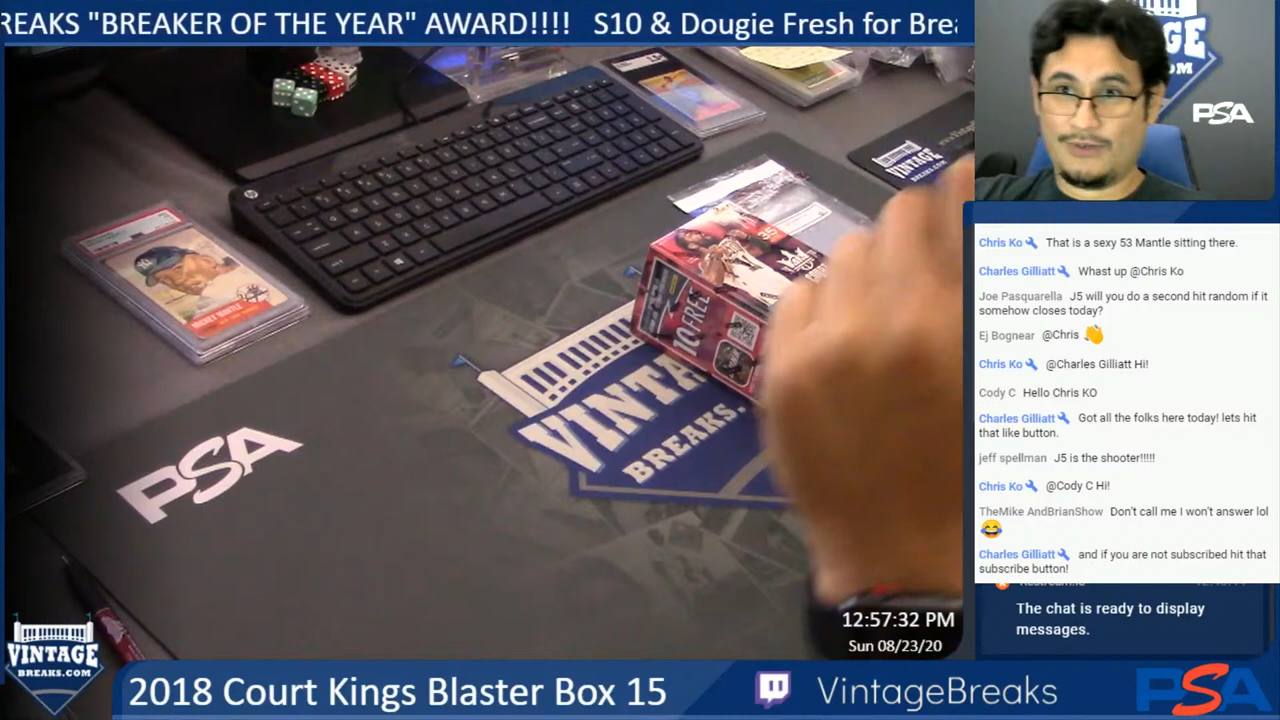 REAKS "BREAKER OF THE YEAR" AWARD!!!! S10 & Dougie Fresh for Brea
VINTAGE
PSA
MICKEY MANTLE
35
10 FREE
VINTA
BREAKS.
PSA
Chris Ko That is a sexy 53 Mantle sitting there.
Charles Gilliatt Whast up @Chris Ko
Joe Pasquarella J5 will you do a second hit random if it
somehow closes today?
Ej Bognear @Chris 👏
Chris Ko @Charles Gilliatt Hi!
Cody C Hello Chris KO
Charles Gilliatt Got all the folks here today! lets hit
that like button.
jeff spellman J5 is the shooter!!!!!
Chris Ko @Cody C Hi!
TheMike AndBrianShow Don't call me I won't answer lol
😂
Charles Gilliatt and if you are not subscribed hit that
subscribe button!
The chat is ready to display
messages.
12:57:32 PM
Sun 08/23/20
VINTAGE
BREAKS.COM
2018 Court Kings Blaster Box 15
VintageBreaks
PSA